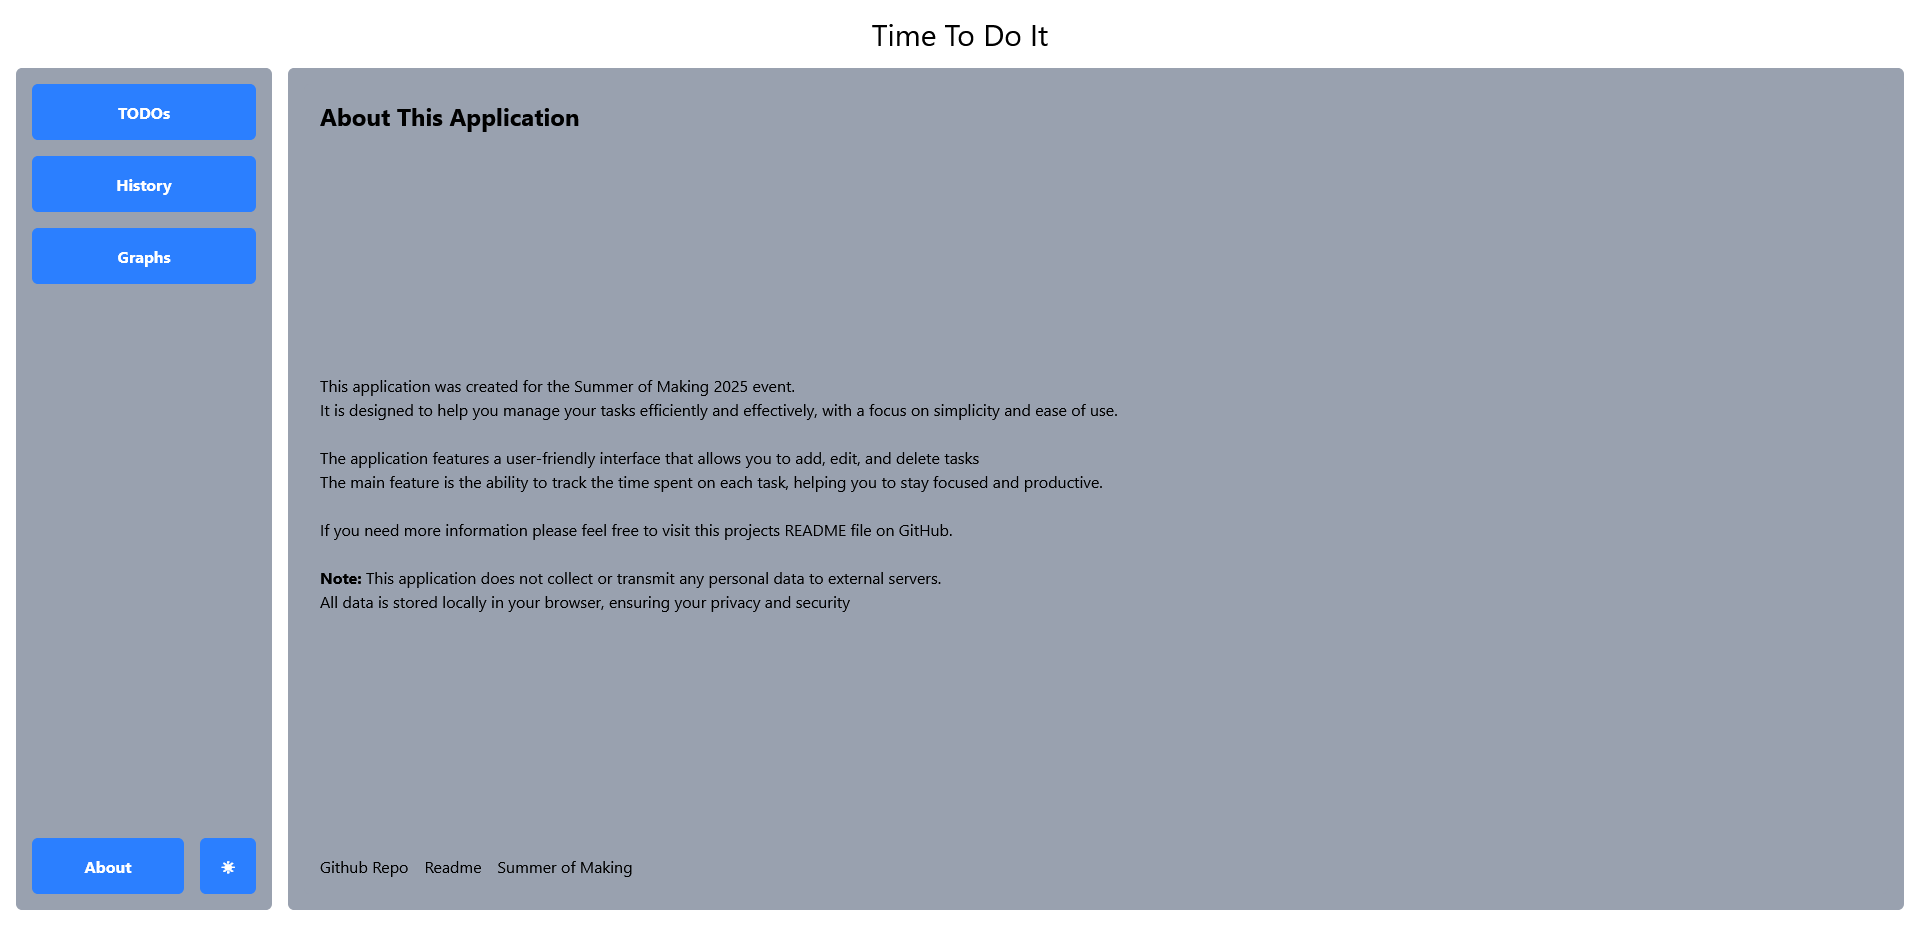 Time To Do It
TODOs
History
Graphs
About
About This Application
This application was created for the Summer of Making 2025 event.
It is designed to help you manage your tasks efficiently and effectively, with a focus on simplicity and ease of use.
The application features a user-friendly interface that allows you to add, edit, and delete tasks
The main feature is the ability to track the time spent on each task, helping you to stay focused and productive.
If you need more information please feel free to visit this projects README file on GitHub.
Note: This application does not collect or transmit any personal data to external servers.
All data is stored locally in your browser, ensuring your privacy and security
Github Repo Readme Summer of Making